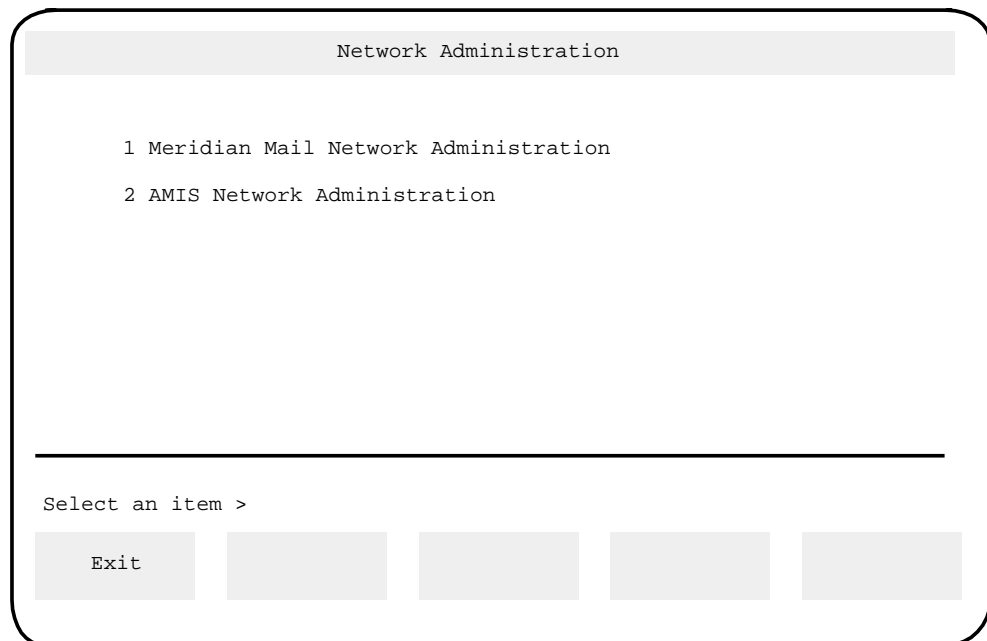 Network Administration
1 Meridian Mail Network Administration
2 AMIS Network Administration
Select an item >
Exit